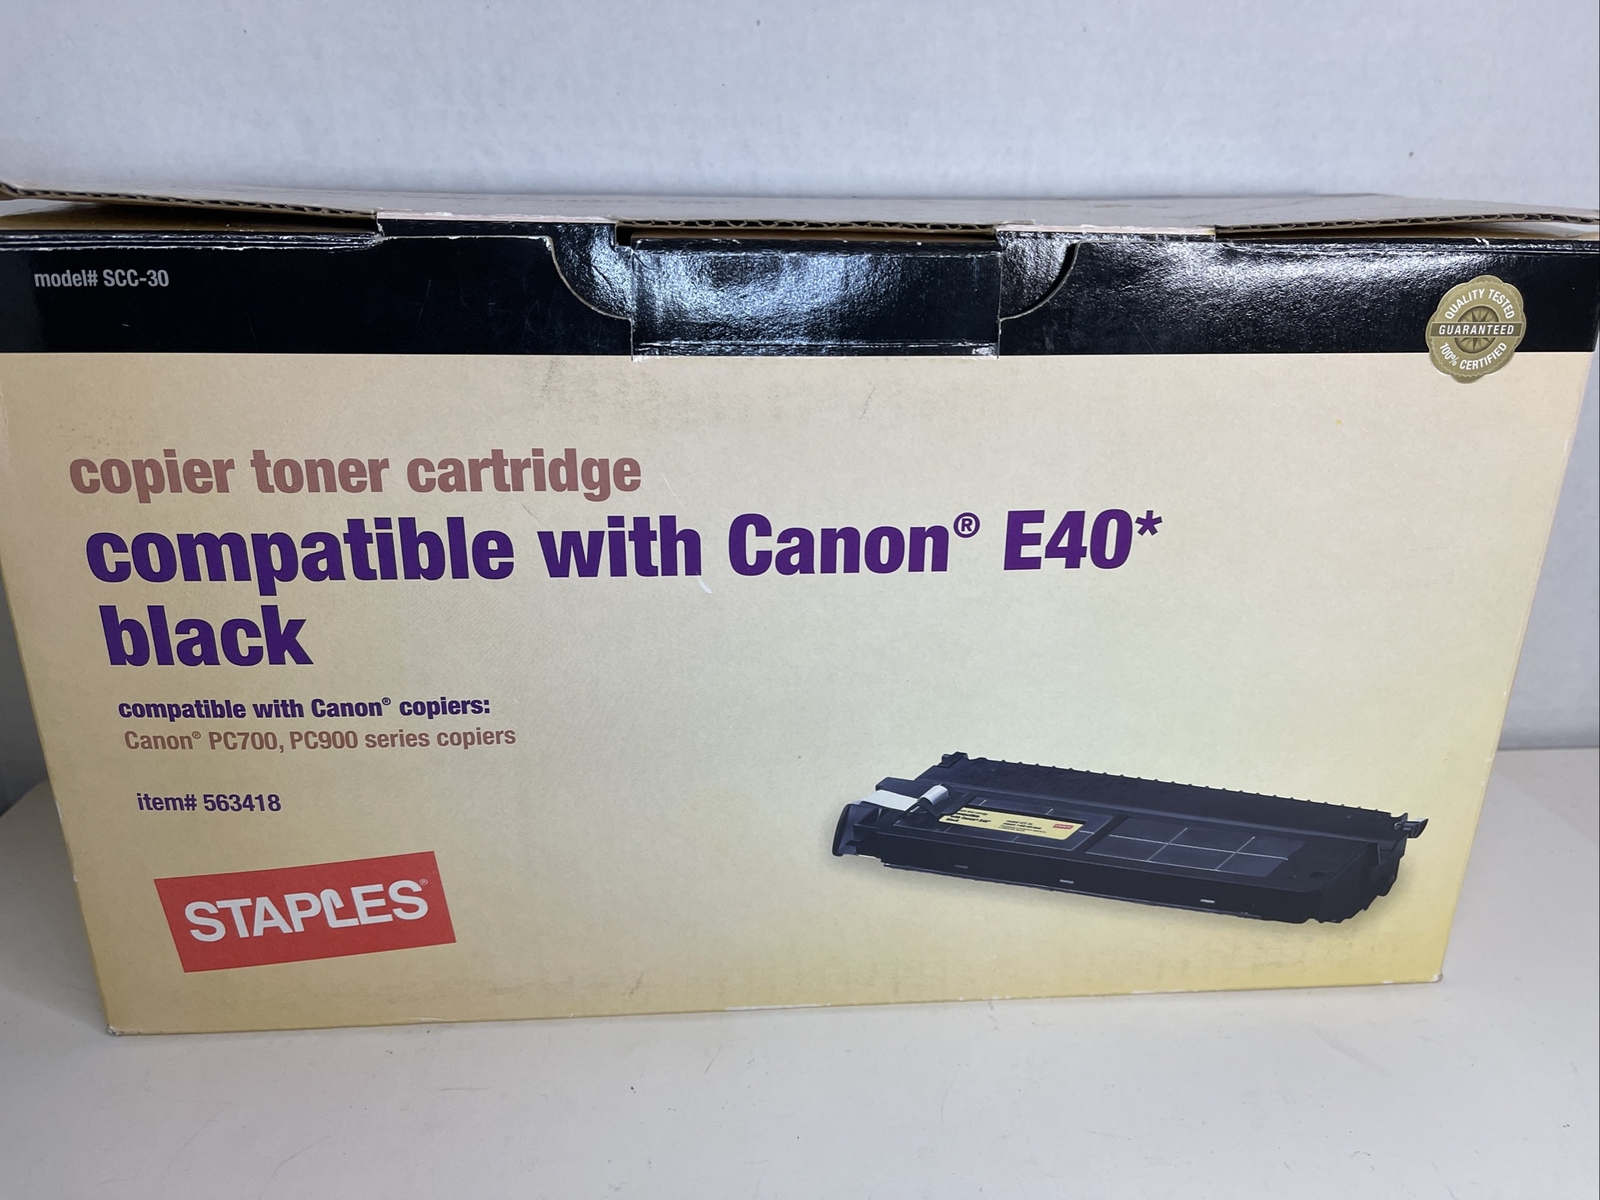 model# SCC-30
QUALITY TESTED
GUARANTEED
100% CERTIFIED
copier toner cartridge
compatible with Canon® E40*
black
compatible with Canon® copiers:
Canon® PC700, PC900 series copiers
item# 563418
STAPLES®